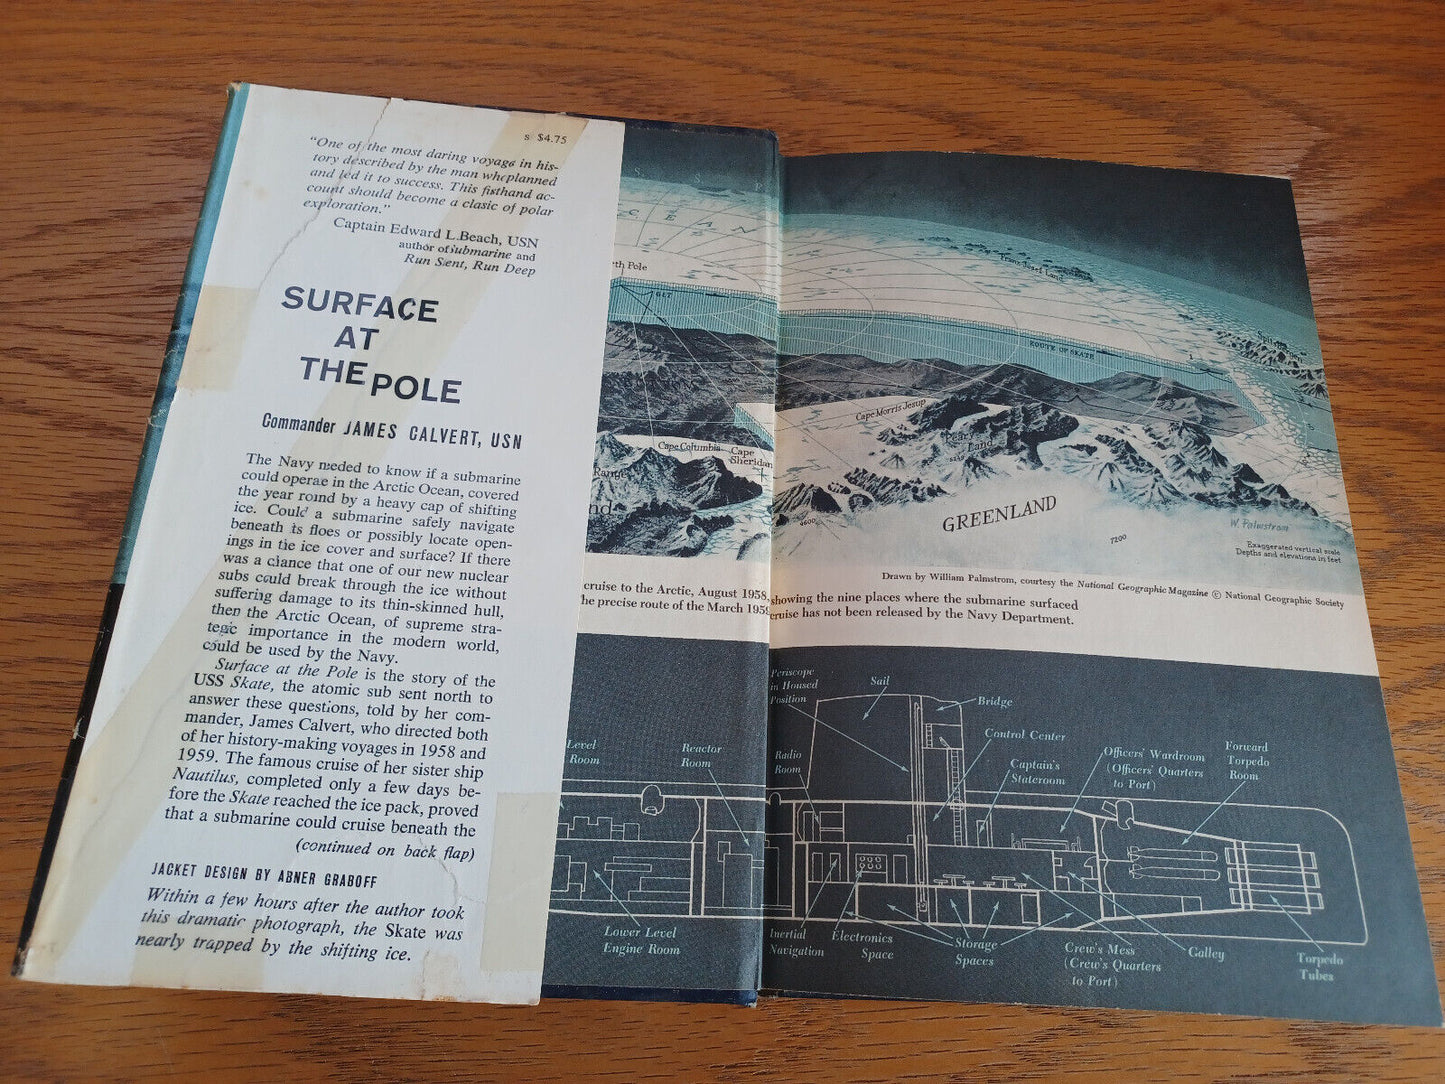 s $4.75
"One of the most daring voyage in his-
tory described by the man wh planned
and led it to success. This fisthand ac-
count should become a clasic of polar
exploration."
Captain Edward L.Beach, USN
author of Submarine and
Run Sient, Run Deep
SURFACE
AT
THE POLE
Commander JAMES CALVERT, USN
The Navy needed to know if a submarine
could operae in the Arctic Ocean, covered
the year round by a heavy cap of shifting
ice. Could a submarine safely navigate
beneath its floes or possibly locate open-
ings in the ice cover and surface? If there
was a chance that one of our new nuclear
subs could break through the ice without
suffering damage to its thin-skinned hull,
then the Arctic Ocean, of supreme stra-
tegic importance in the modern world,
could be used by the Navy.
Surface at the Pole is the story of the
USS Skate, the atomic sub sent north to
answer these questions, told by her com-
mander, James Calvert, who directed both
of her history-making voyages in 1958 and
1959. The famous cruise of her sister ship
Nautilus, completed only a few days be-
fore the Skate reached the ice pack, proved
that a submarine could cruise beneath the
(continued on back flap)
JACKET DESIGN BY ABNER GRABOFF
Within a few hours after the author took
this dramatic photograph, the Skate was
nearly trapped by the shifting ice.
S S P
C E A N
Franz Josef Land
rth Pole
Spitsbergen
ROUTE OF SKATE
Cape Morris Jesup
Peary
Land
Cape Columbia
Cape
Sheridan
Range
nd
4600
GREENLAND
7200
W. Palmstrom
Exaggerated vertical scale
Depths and elevations in feet
Drawn by William Palmstrom, courtesy the National Geographic Magazine © National Geographic Society
cruise to the Arctic, August 1958, showing the nine places where the submarine surfaced
he precise route of the March 1959 cruise has not been released by the Navy Department.
Periscope
in Housed
Position
Sail
Bridge
Control Center
Captain's
Stateroom
Officers' Wardroom
(Officers' Quarters
to Port)
Forward
Torpedo
Room
Level
Room
Reactor
Room
Radio
Room
Lower Level
Engine Room
Inertial
Navigation
Electronics
Space
Storage
Spaces
Crew's Mess
(Crew's Quarters
to Port)
Galley
Torpedo
Tubes